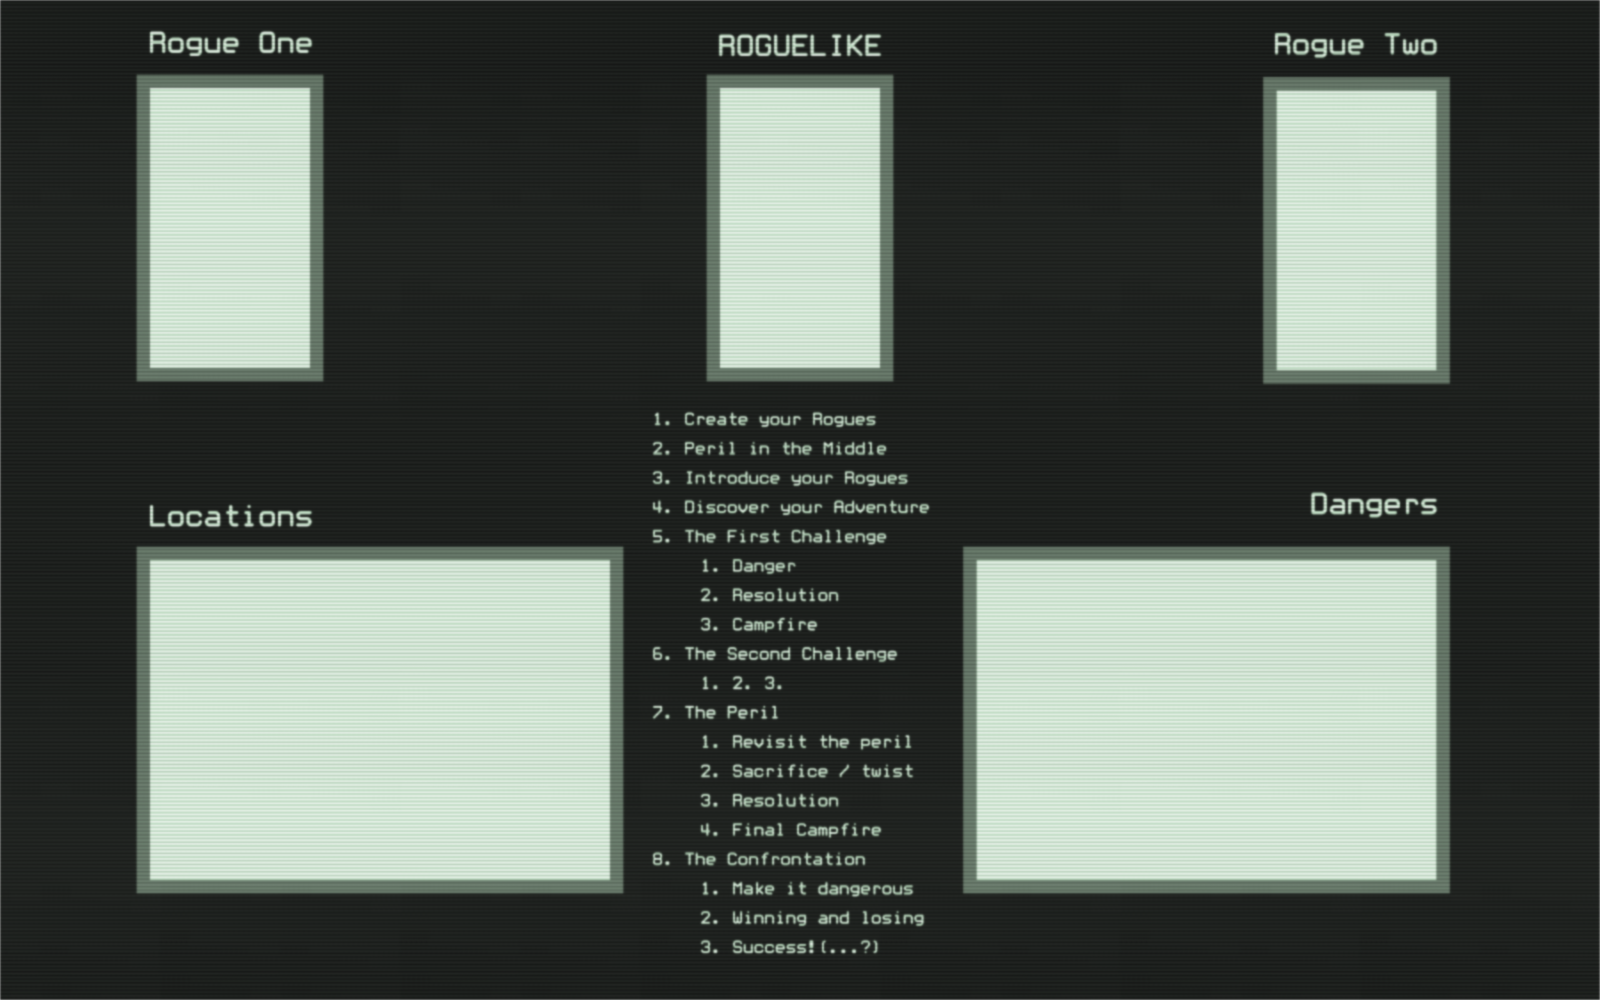 Rogue One
ROGUELIKE
Rogue Two
1. Create your Rogues
2. Peril in the Middle
3. Introduce your Rogues
4. Discover your Adventure
5. The First Challenge
1. Danger
2. Resolution
3. Campfire
6. The Second Challenge
1. 2. 3.
7. The Peril
1. Revisit the peril
2. Sacrifice / twist
3. Resolution
4. Final Campfire
8. The Confrontation
1. Make it dangerous
2. Winning and losing
3. Success!(...?)
Locations
Dangers